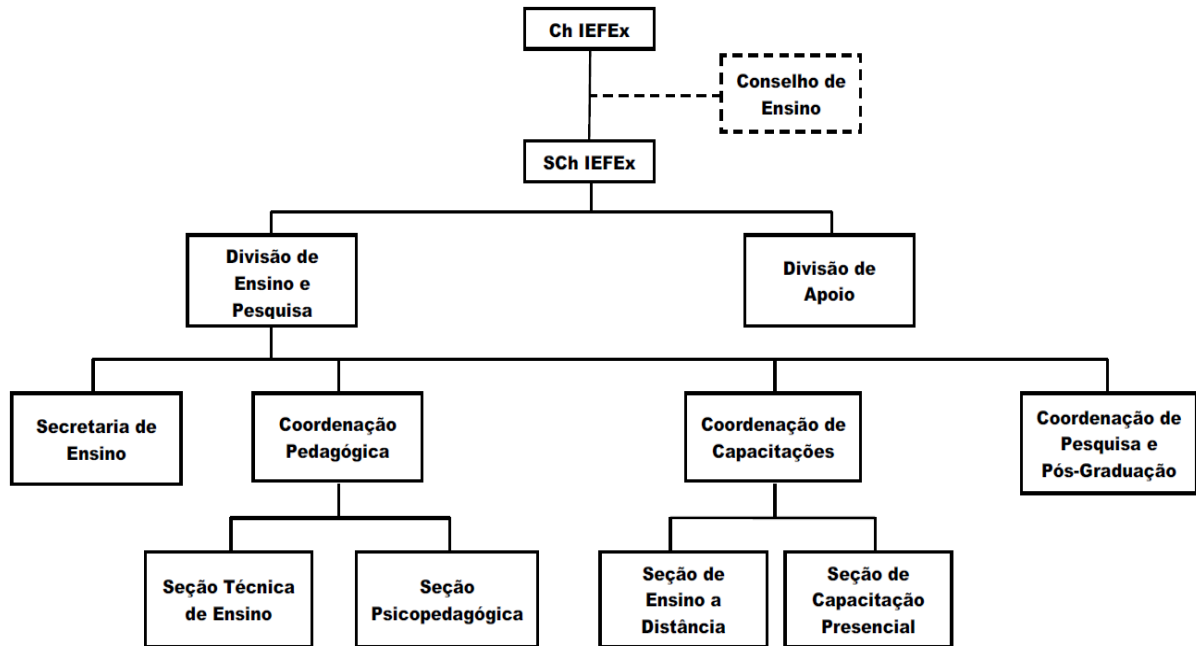 Ch IEFEx
Conselho de
Ensino
SCh IEFEx
Divisão de
Ensino e
Pesquisa
Divisão de
Apoio
Secretaria de
Ensino
Coordenação
Pedagógica
Coordenação de
Capacitações
Coordenação de
Pesquisa e
Pós-Graduação
Seção Técnica
de Ensino
Seção
Psicopedagógica
Seção de
Ensino a
Distância
Seção de
Capacitação
Presencial